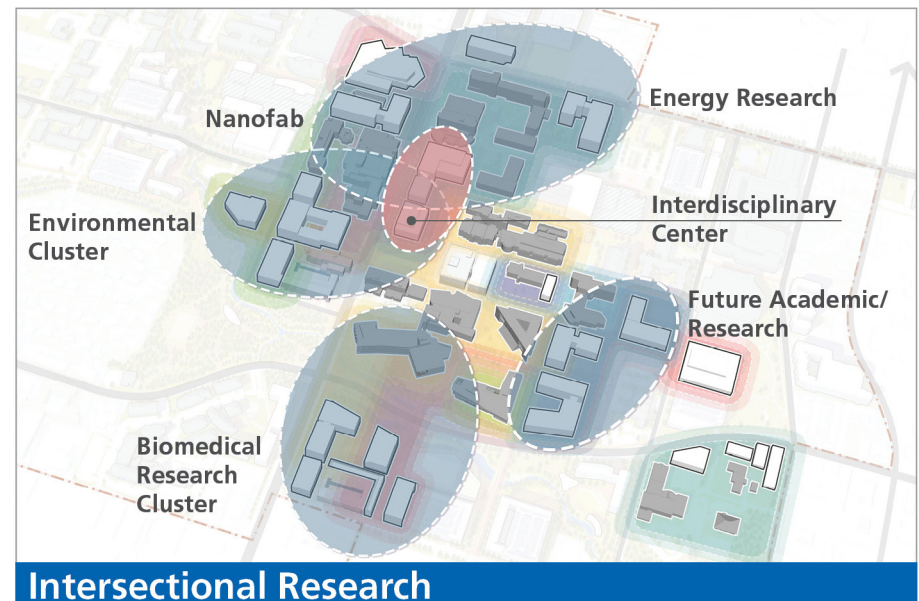 Nanofab
Energy Research
Environmental
Cluster
Interdisciplinary
Center
Future Academic/
Research
Biomedical
Research
Cluster
Intersectional Research